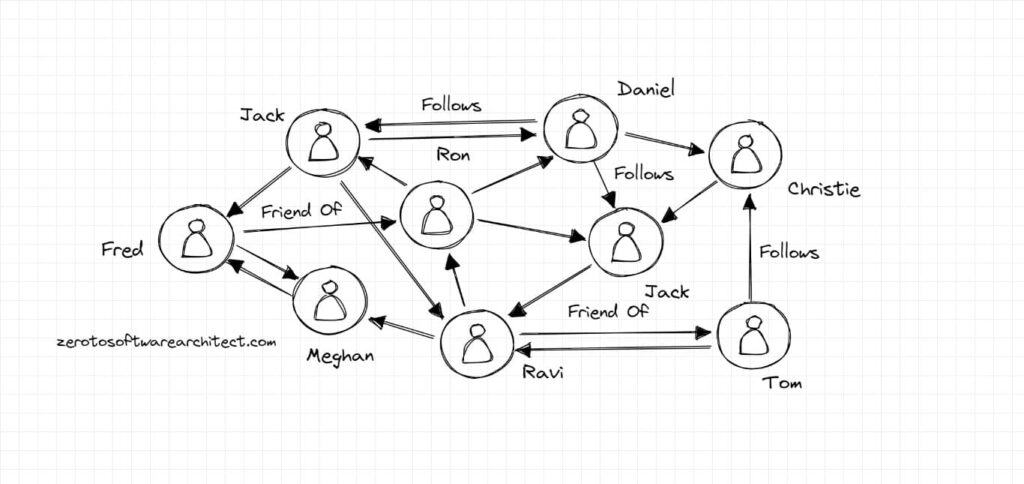 Daniel
Jack
Follows
Ron
Follows
Christie
Friend Of
Fred
Follows
Jack
Friend Of
zerotosoftwarearchitect.com
Meghan
Ravi
Tom